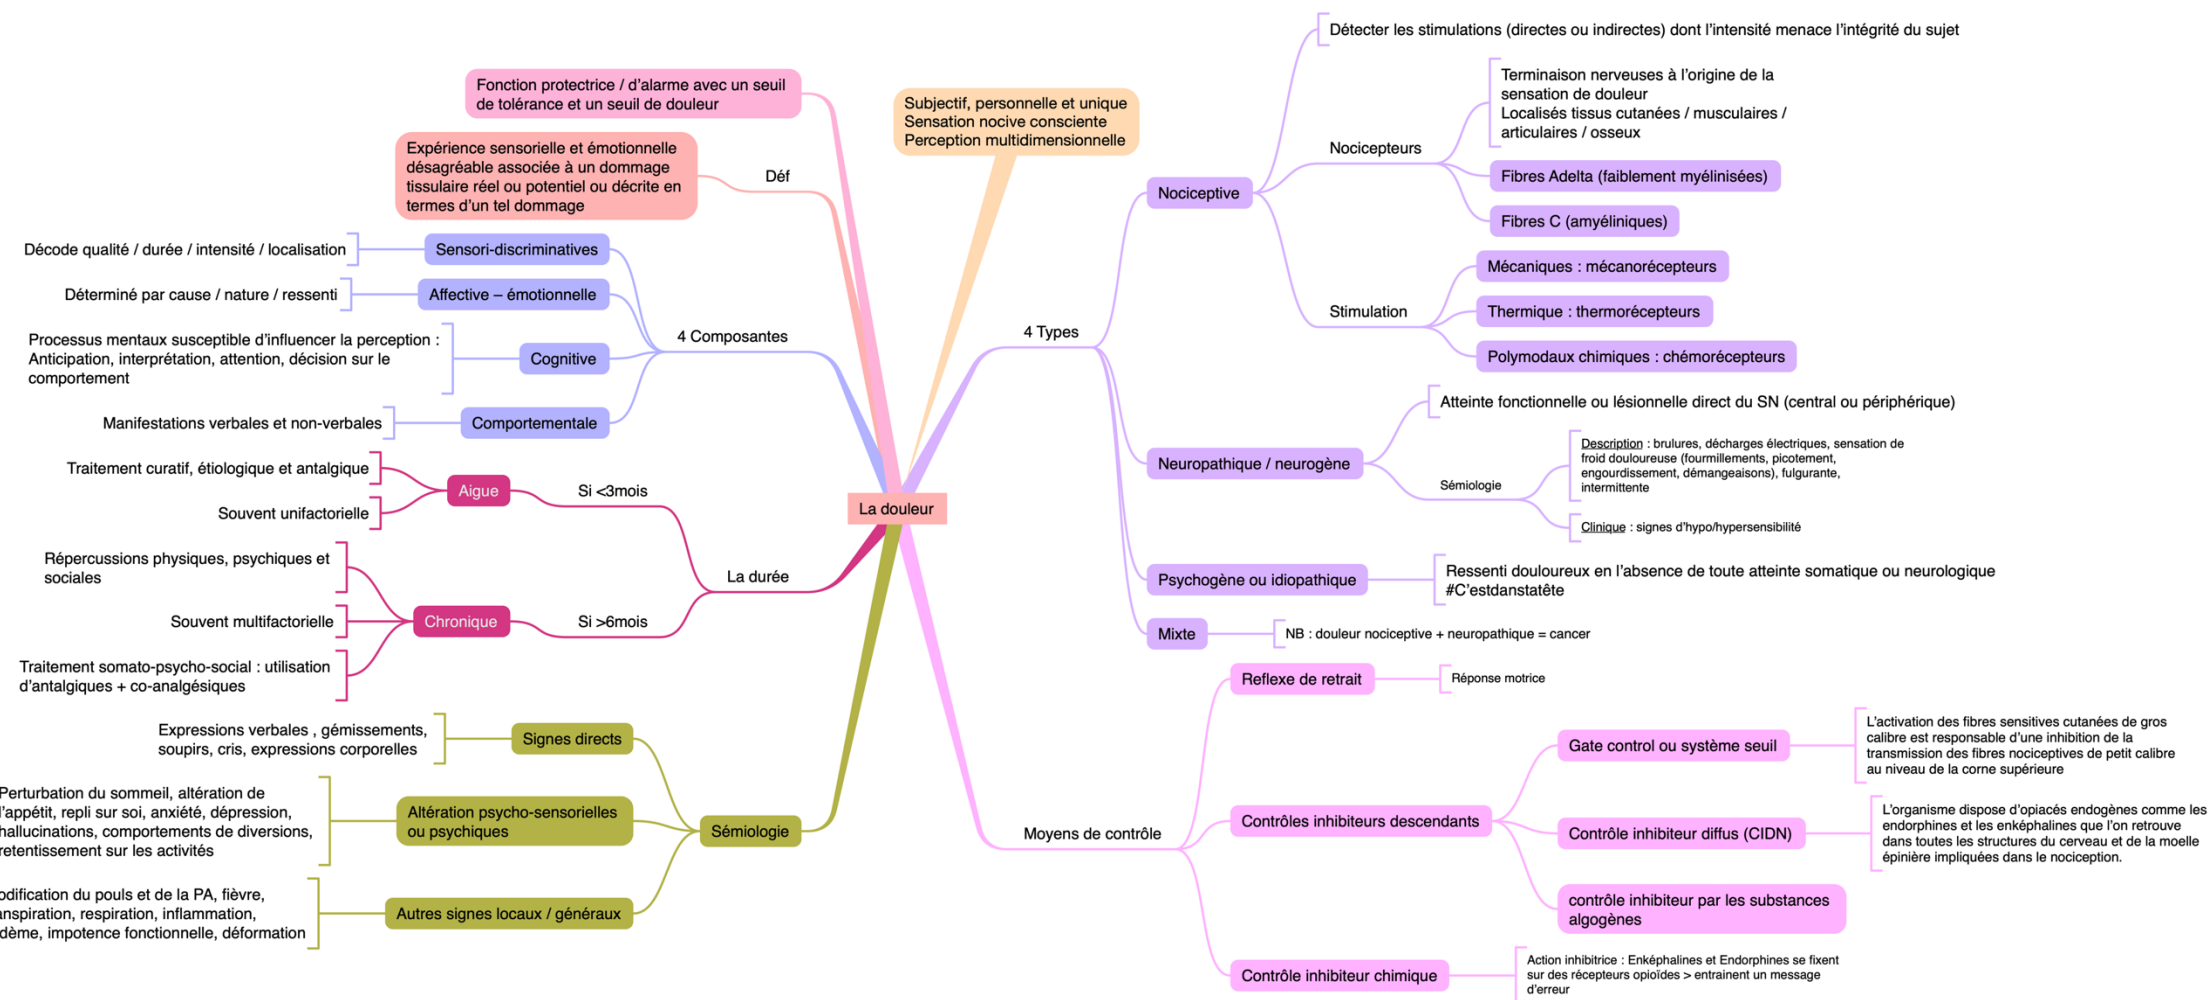 Fonction protectrice / d'alarme avec un seuil
de tolérance et un seuil de douleur
Expérience sensorielle et émotionnelle
désagréable associée à un dommage
tissulaire réel ou potentiel ou décrite en
termes d'un tel dommage
Déf
Sensori-discriminatives
Décode qualité / durée / intensité / localisation
Affective – émotionnelle
Déterminé par cause / nature / ressenti
4 Composantes
Processus mentaux susceptible d'influencer la perception :
Anticipation, interprétation, attention, décision sur le
comportement
Cognitive
Manifestations verbales et non-verbales
Comportementale
Traitement curatif, étiologique et antalgique
Aigue
Si <3mois
Souvent unifactorielle
La durée
Répercussions physiques, psychiques et
sociales
Souvent multifactorielle
Chronique
Si >6mois
Traitement somato-psycho-social : utilisation
d'antalgiques + co-analgésiques
Expressions verbales , gémissements,
soupirs, cris, expressions corporelles
Signes directs
Perturbation du sommeil, altération de
l'appétit, repli sur soi, anxiété, dépression,
hallucinations, comportements de diversions,
retentissement sur les activités
Altération psycho-sensorielles
ou psychiques
Sémiologie
odification du pouls et de la PA, fièvre,
anspiration, respiration, inflammation,
dème, impotence fonctionnelle, déformation
Autres signes locaux / généraux
La douleur
Subjectif, personnelle et unique
Sensation nocive consciente
Perception multidimensionnelle
4 Types
Nociceptive
Détecter les stimulations (directes ou indirectes) dont l'intensité menace l'intégrité du sujet
Nocicepteurs
Terminaison nerveuses à l'origine de la
sensation de douleur
Localisés tissus cutanées / musculaires /
articulaires / osseux
Fibres Adelta (faiblement myélinisées)
Fibres C (amyéliniques)
Stimulation
Mécaniques : mécanorécepteurs
Thermique : thermorécepteurs
Polymodaux chimiques : chémorécepteurs
Neuropathique / neurogène
Atteinte fonctionnelle ou lésionnelle direct du SN (central ou périphérique)
Sémiologie
Description : brulures, décharges électriques, sensation de
froid douloureuse (fourmillements, picotement,
engourdissement, démangeaisons), fulgurante,
intermittente
Clinique : signes d'hypo/hypersensibilité
Psychogène ou idiopathique
Ressenti douloureux en l'absence de toute atteinte somatique ou neurologique
#C'estdanstatête
Mixte
NB : douleur nociceptive + neuropathique = cancer
Moyens de contrôle
Reflexe de retrait
Réponse motrice
Contrôles inhibiteurs descendants
Gate control ou système seuil
L'activation des fibres sensitives cutanées de gros
calibre est responsable d'une inhibition de la
transmission des fibres nociceptives de petit calibre
au niveau de la corne supérieure
Contrôle inhibiteur diffus (CIDN)
L'organisme dispose d'opiacés endogènes comme les
endorphines et les enképhalines que l'on retrouve
dans toutes les structures du cerveau et de la moelle
épinière impliquées dans le nociception.
contrôle inhibiteur par les substances
algogènes
Contrôle inhibiteur chimique
Action inhibitrice : Enképhalines et Endorphines se fixent
sur des récepteurs opioïdes > entrainent un message
d'erreur